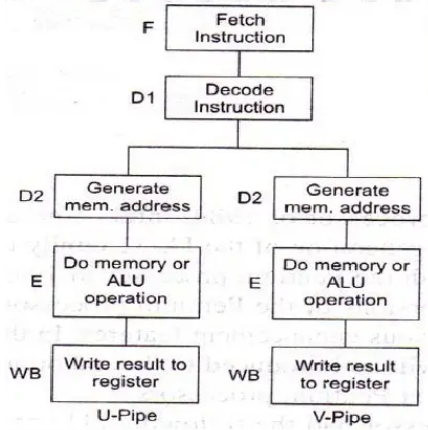 F
Fetch
Instruction
D1
Decode
Instruction
D2
Generate
mem. address
D2
Generate
mem. address
E
Do memory or
ALU
operation
E
Do memory or
ALU
operation
WB
Write result to
register
WB
Write result
to register
U-Pipe
V-Pipe